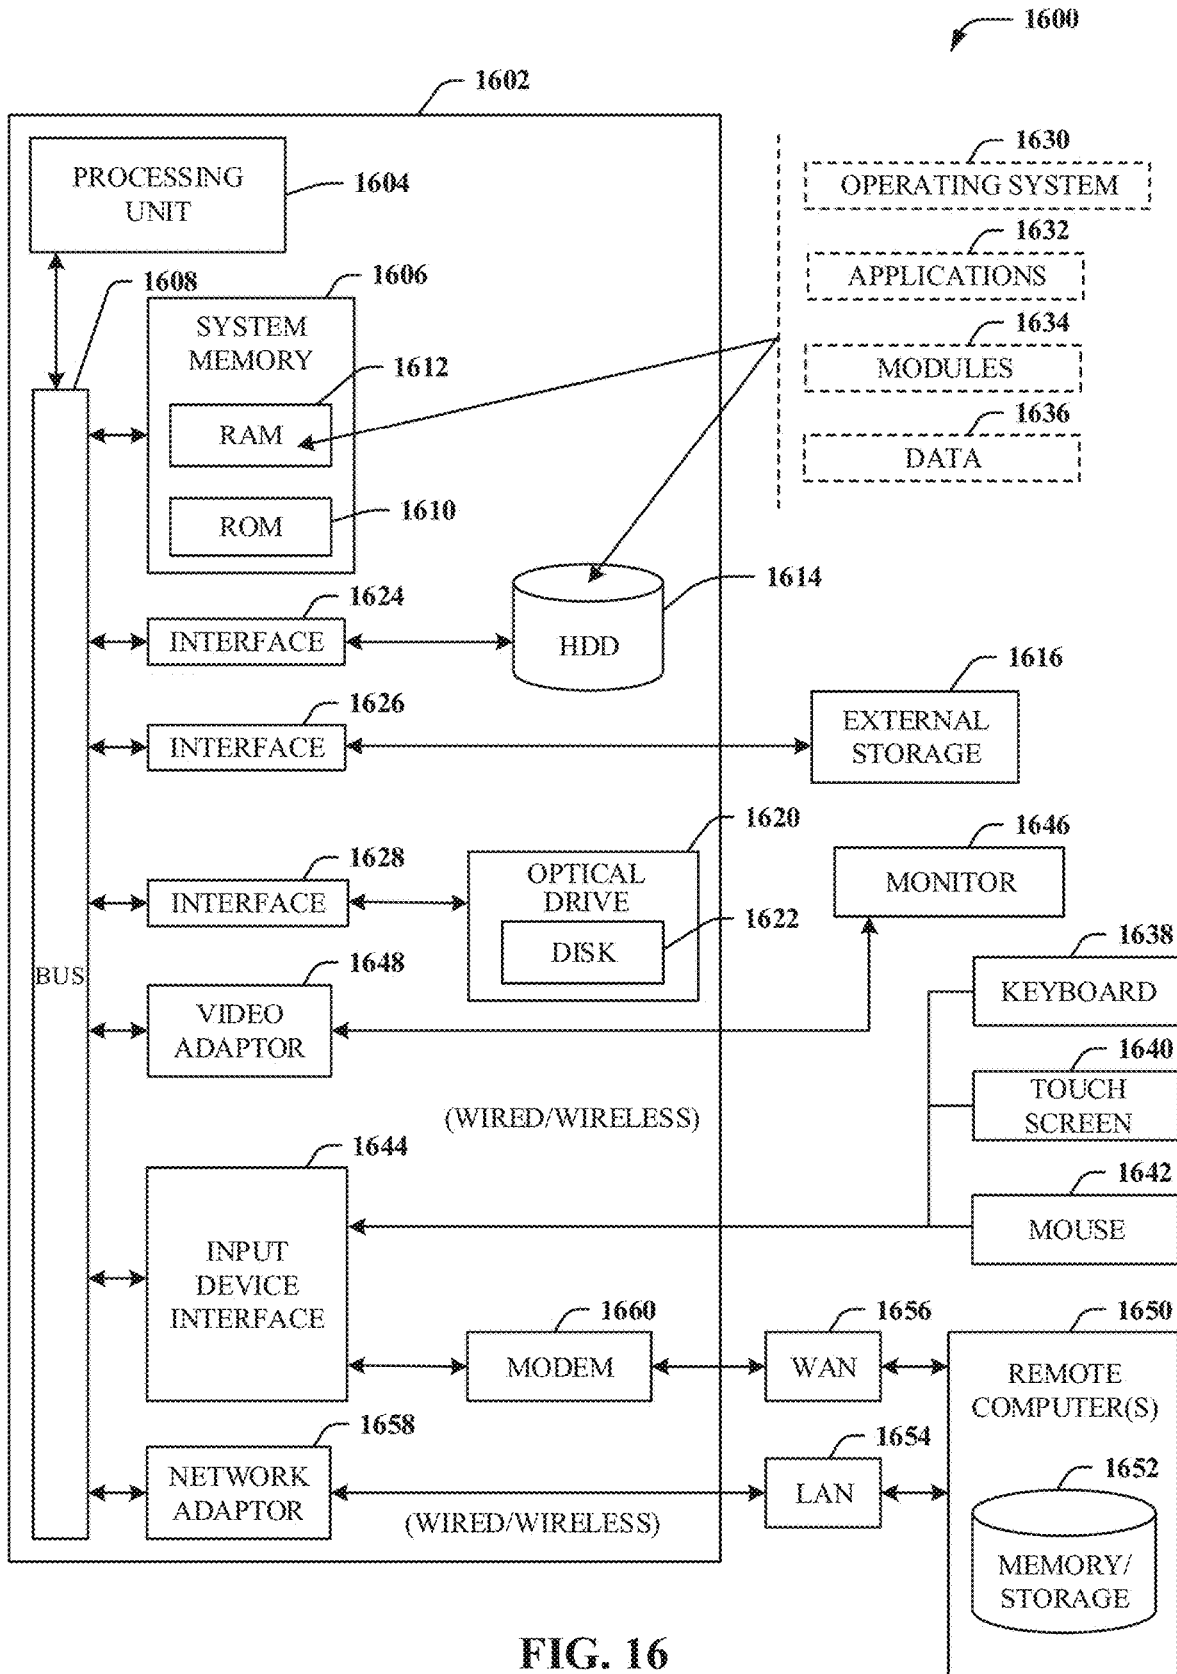 1600
1602
PROCESSING
UNIT
1604
1630
OPERATING SYSTEM
1632
APPLICATIONS
1634
MODULES
1636
DATA
1608
1606
SYSTEM
MEMORY
1612
RAM
1610
ROM
1624
INTERFACE
1614
HDD
1626
INTERFACE
1616
EXTERNAL
STORAGE
1628
INTERFACE
1620
OPTICAL
DRIVE
1622
DISK
1646
MONITOR
BUS
1648
VIDEO
ADAPTOR
1638
KEYBOARD
1640
TOUCH
SCREEN
(WIRED/WIRELESS)
1644
INPUT
DEVICE
INTERFACE
1642
MOUSE
1660
MODEM
1656
WAN
1650
REMOTE
COMPUTER(S)
1658
NETWORK
ADAPTOR
(WIRED/WIRELESS)
1654
LAN
1652
MEMORY/
STORAGE
FIG. 16